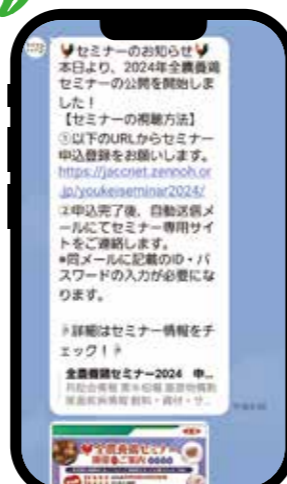 🐓セミナーのお知らせ🐓
本日より、2024年全農養鶏
セミナーの公開を開始しま
した！
【セミナーの視聴方法】
①以下のURLからセミナー
申込登録をお願いします。
https://jaccnet.zennoh.or
.jp/youkeiseminar2024/
②申込完了後、自動送信メ
ールにてセミナー専用サイ
トをご連絡します。
*同メールに記載のID・パ
スワードの入力が必要にな
ります。
詳細はセミナー情報をチ
ェック！
全農養鶏セミナー2024 申...
全農養鶏セミナー